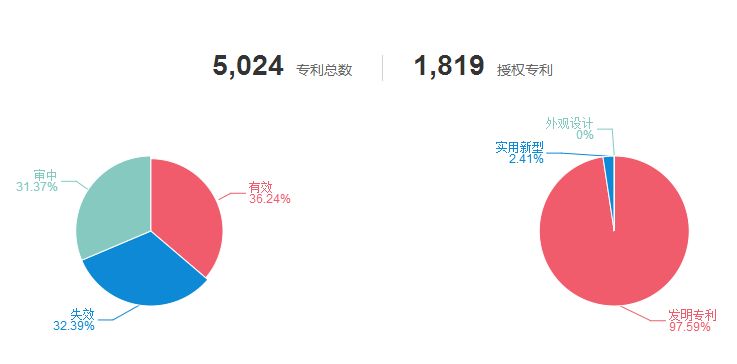 5,024 专利总数 1,819 授权专利
外观设计
0%
实用新型
2.41%
审中
31.37%
有效
36.24%
失效
32.39%
发明专利
97.59%